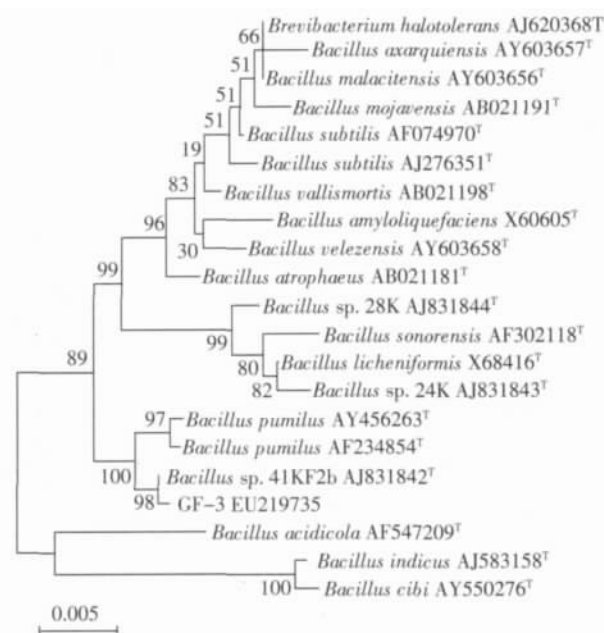 Brevibacterium halotolerans AJ620368T
66
Bacillus axarquiensis AY603657ᵀ
51
Bacillus malacitensis AY603656ᵀ
Bacillus mojavensis AB021191ᵀ
51
Bacillus subtilis AF074970ᵀ
19
Bacillus subtilis AJ276351ᵀ
83
Bacillus vallismortis AB021198ᵀ
96
Bacillus amyloliquefaciens X60605ᵀ
30
Bacillus velezensis AY603658ᵀ
99
Bacillus atrophaeus AB021181ᵀ
Bacillus sp. 28K AJ831844ᵀ
99
Bacillus sonorensis AF302118ᵀ
89
80
Bacillus licheniformis X68416ᵀ
82
Bacillus sp. 24K AJ831843ᵀ
97
Bacillus pumilus AY456263ᵀ
Bacillus pumilus AF234854ᵀ
100
Bacillus sp. 41KF2b AJ831842ᵀ
98
GF-3 EU219735
Bacillus acidicola AF547209ᵀ
Bacillus indicus AJ583158ᵀ
100
Bacillus cibi AY550276ᵀ
0.005